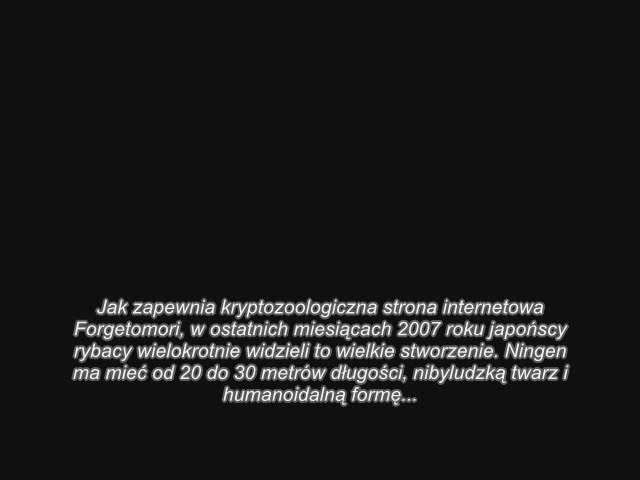 Jak zapewnia kryptozoologiczna strona internetowa
Forgetomori, w ostatnich miesiącach 2007 roku japońscy
rybacy wielokrotnie widzieli to wielkie stworzenie. Ningen
ma mieć od 20 do 30 metrów długości, nibyludzką twarz i
humanoidalną formę...